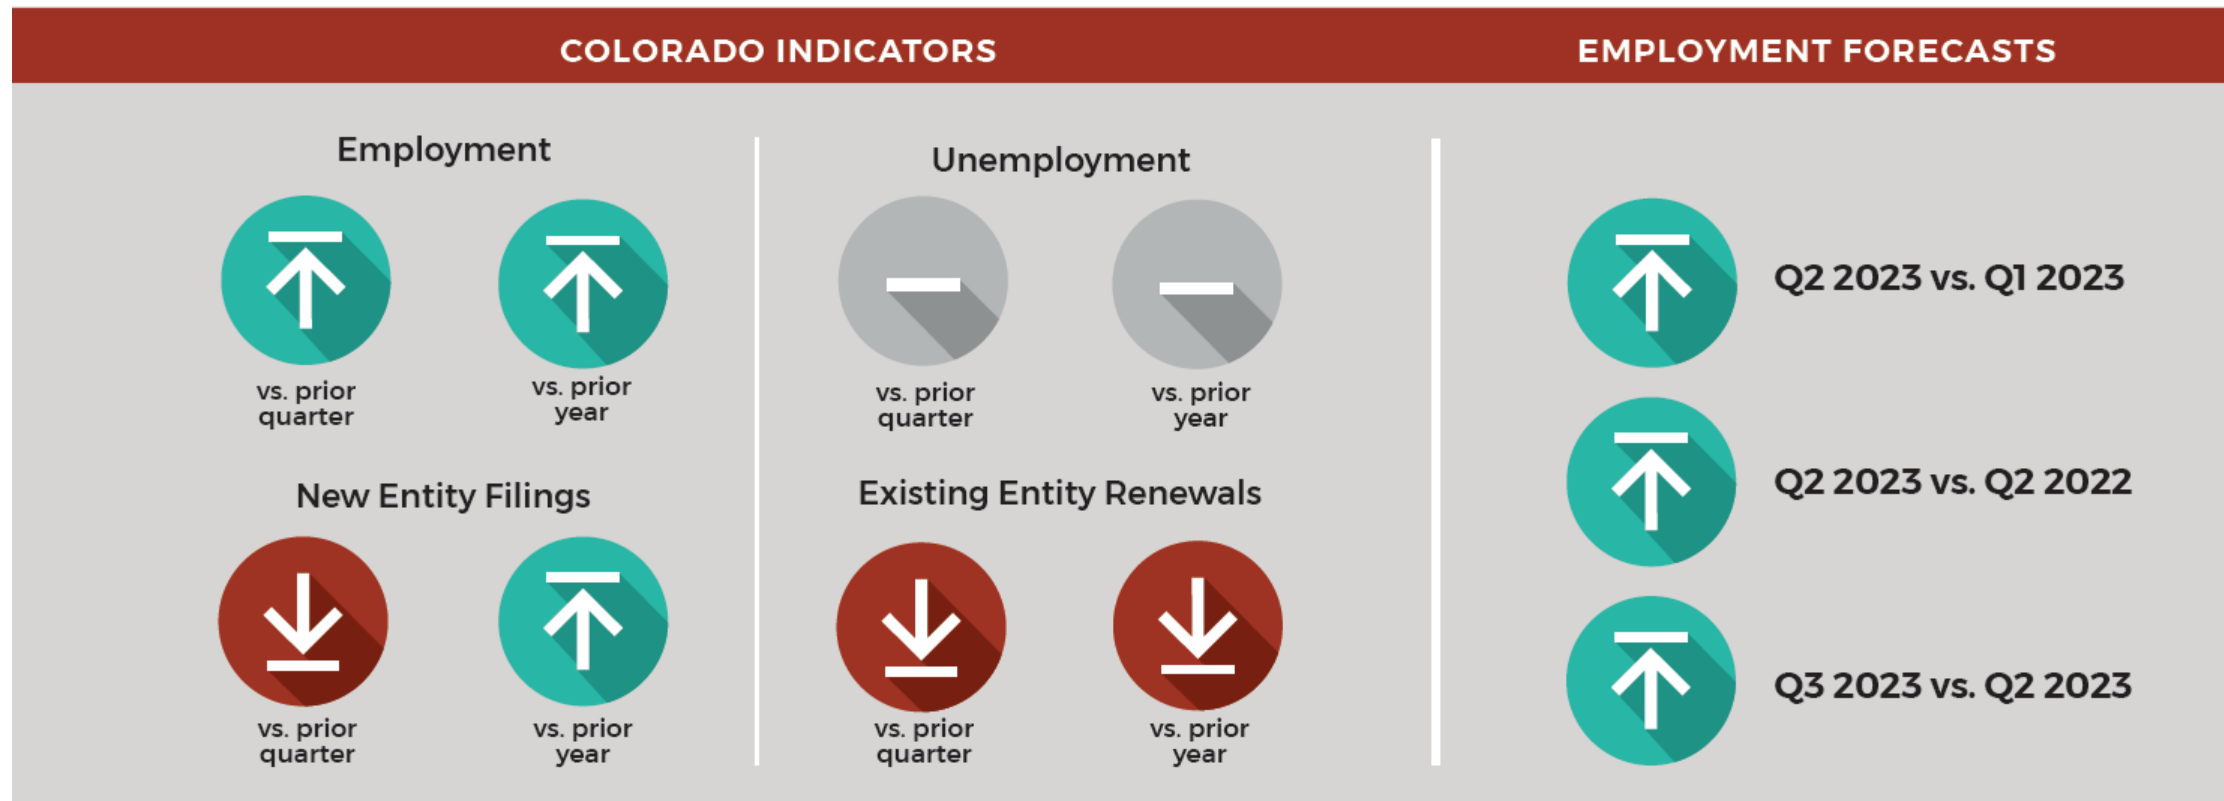 COLORADO INDICATORS
EMPLOYMENT FORECASTS
Employment
vs. prior
quarter
vs. prior
year
Unemployment
vs. prior
quarter
vs. prior
year
New Entity Filings
vs. prior
quarter
vs. prior
year
Existing Entity Renewals
vs. prior
quarter
vs. prior
year
Q2 2023 vs. Q1 2023
Q2 2023 vs. Q2 2022
Q3 2023 vs. Q2 2023